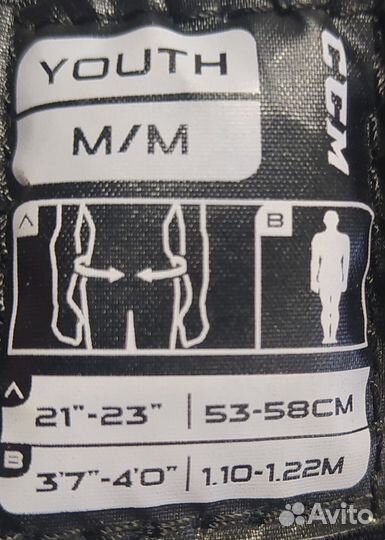 YOUTH
CCM
M/M
A
B
A 21"-23" | 53-58CM
B 3'7"-4'0" | 1.10-1.22M
Avito